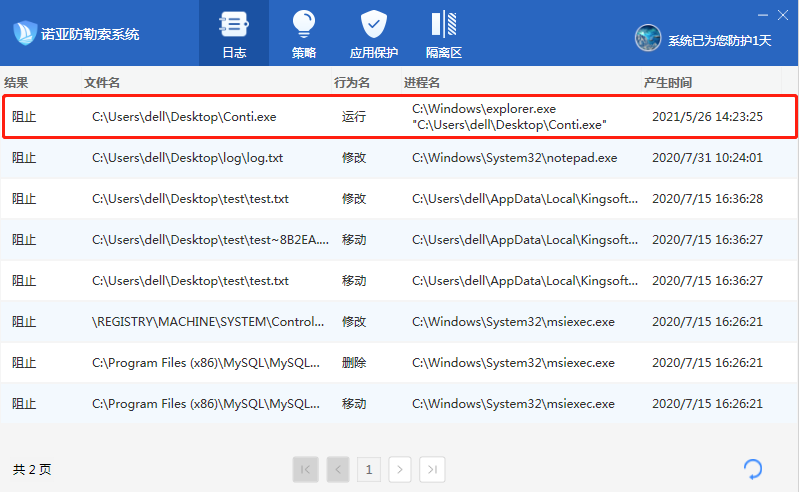 诺亚防勒索系统
日志
策略
应用保护
隔离区
系统已为您防护1天
结果 文件名 行为名 进程名 产生时间
阻止 C:\Users\dell\Desktop\Conti.exe 运行 C:\Windows\explorer.exe "C:\Users\dell\Desktop\Conti.exe" 2021/5/26 14:23:25
阻止 C:\Users\dell\Desktop\log\log.txt 修改 C:\Windows\System32\notepad.exe 2020/7/31 10:24:01
阻止 C:\Users\dell\Desktop\test\test.txt 修改 C:\Users\dell\AppData\Local\Kingsoft... 2020/7/15 16:36:28
阻止 C:\Users\dell\Desktop\test\test~8B2EA.... 移动 C:\Users\dell\AppData\Local\Kingsoft... 2020/7/15 16:36:27
阻止 C:\Users\dell\Desktop\test\test.txt 移动 C:\Users\dell\AppData\Local\Kingsoft... 2020/7/15 16:36:27
阻止 \REGISTRY\MACHINE\SYSTEM\Control... 修改 C:\Windows\System32\msiexec.exe 2020/7/15 16:26:21
阻止 C:\Program Files (x86)\MySQL\MySQL... 删除 C:\Windows\System32\msiexec.exe 2020/7/15 16:26:21
阻止 C:\Program Files (x86)\MySQL\MySQL... 移动 C:\Windows\System32\msiexec.exe 2020/7/15 16:26:21
共 2 页 1